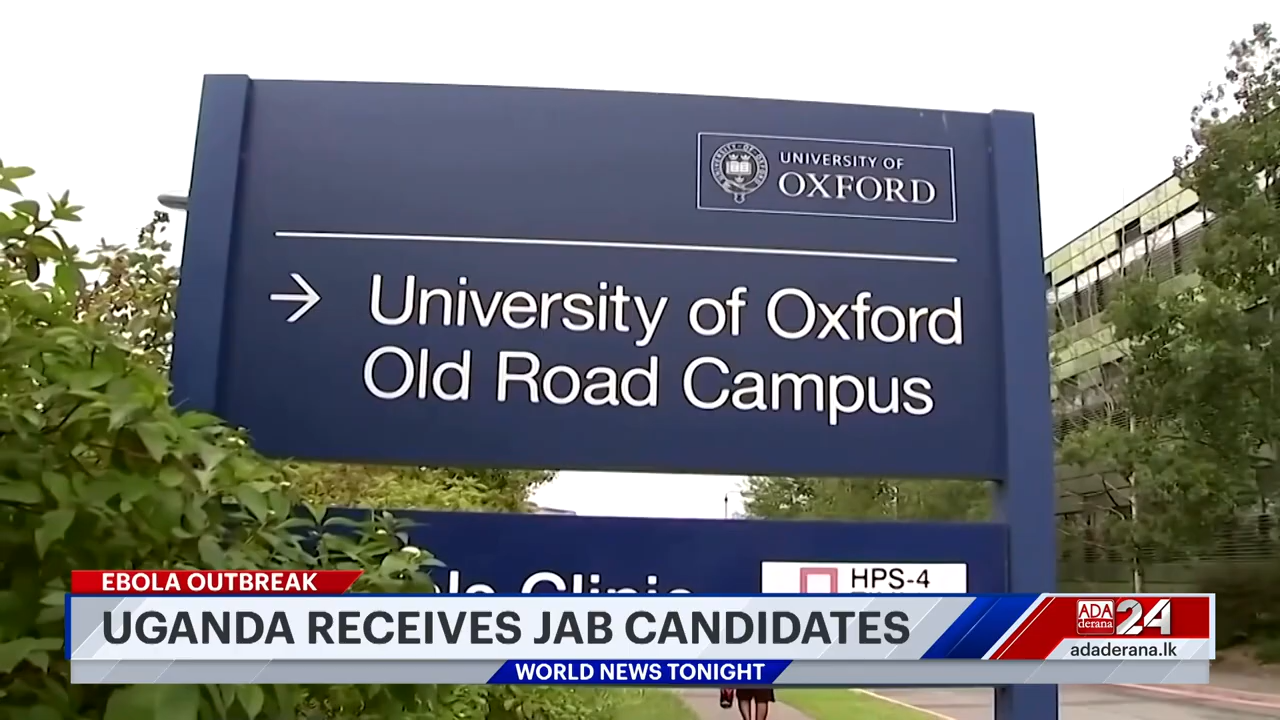 UNIVERSITY OF
OXFORD
→ University of Oxford
Old Road Campus
Clinic
HPS-4
EBOLA OUTBREAK
UGANDA RECEIVES JAB CANDIDATES
ADA
derana
24
adaderana.lk
WORLD NEWS TONIGHT